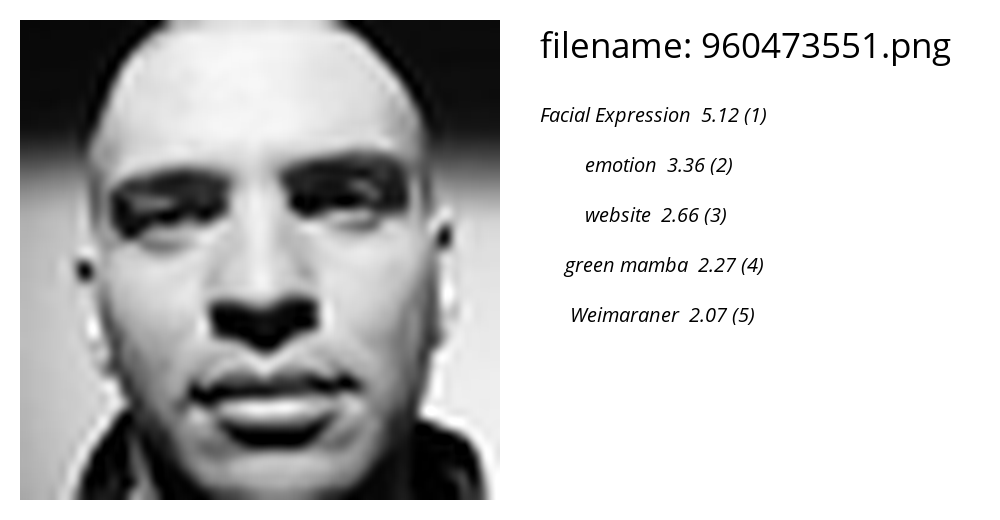 filename: 960473551.png
Facial Expression 5.12 (1)
emotion 3.36 (2)
website 2.66 (3)
green mamba 2.27 (4)
Weimaraner 2.07 (5)